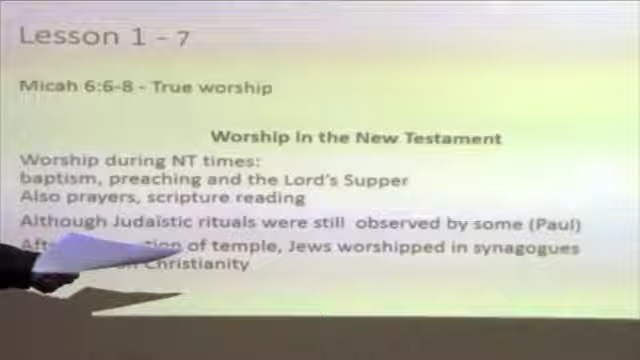 Lesson 1 - 7
Micah 6:6-8 - True worship
Worship In the New Testament
Worship during NT times:
baptism, preaching and the Lord's Supper
Also prayers, scripture reading
Although Judaïstic rituals were still observed by some (Paul)
of temple, Jews worshipped in synagogues
Christianity